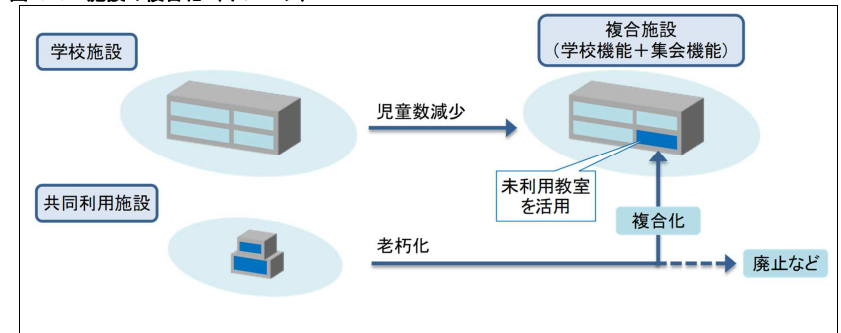 学校施設
複合施設
（学校機能＋集会機能）
児童数減少
未利用教室
を活用
共同利用施設
複合化
老朽化
廃止など